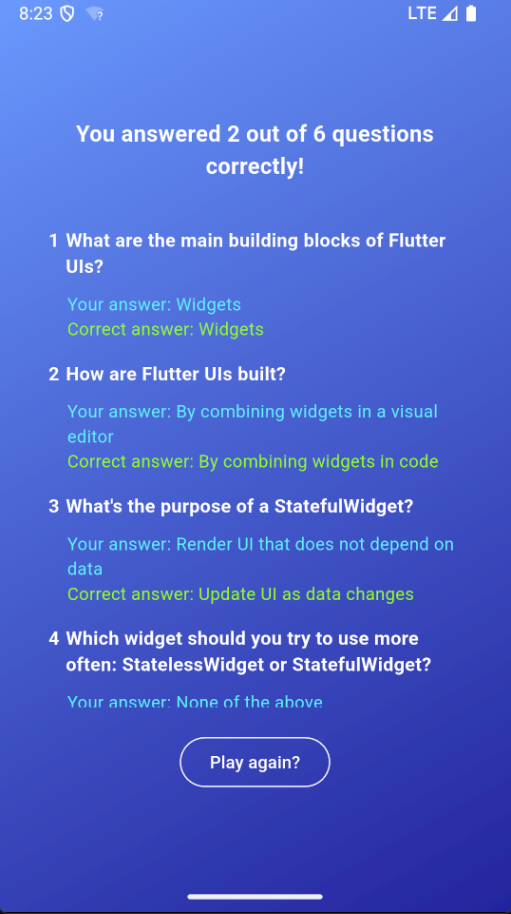 8:23
LTE
You answered 2 out of 6 questions
correctly!
1 What are the main building blocks of Flutter
UIs?
Your answer: Widgets
Correct answer: Widgets
2 How are Flutter UIs built?
Your answer: By combining widgets in a visual
editor
Correct answer: By combining widgets in code
3 What's the purpose of a StatefulWidget?
Your answer: Render UI that does not depend on
data
Correct answer: Update UI as data changes
4 Which widget should you try to use more
often: StatelessWidget or StatefulWidget?
Your answer: None of the above
Play again?